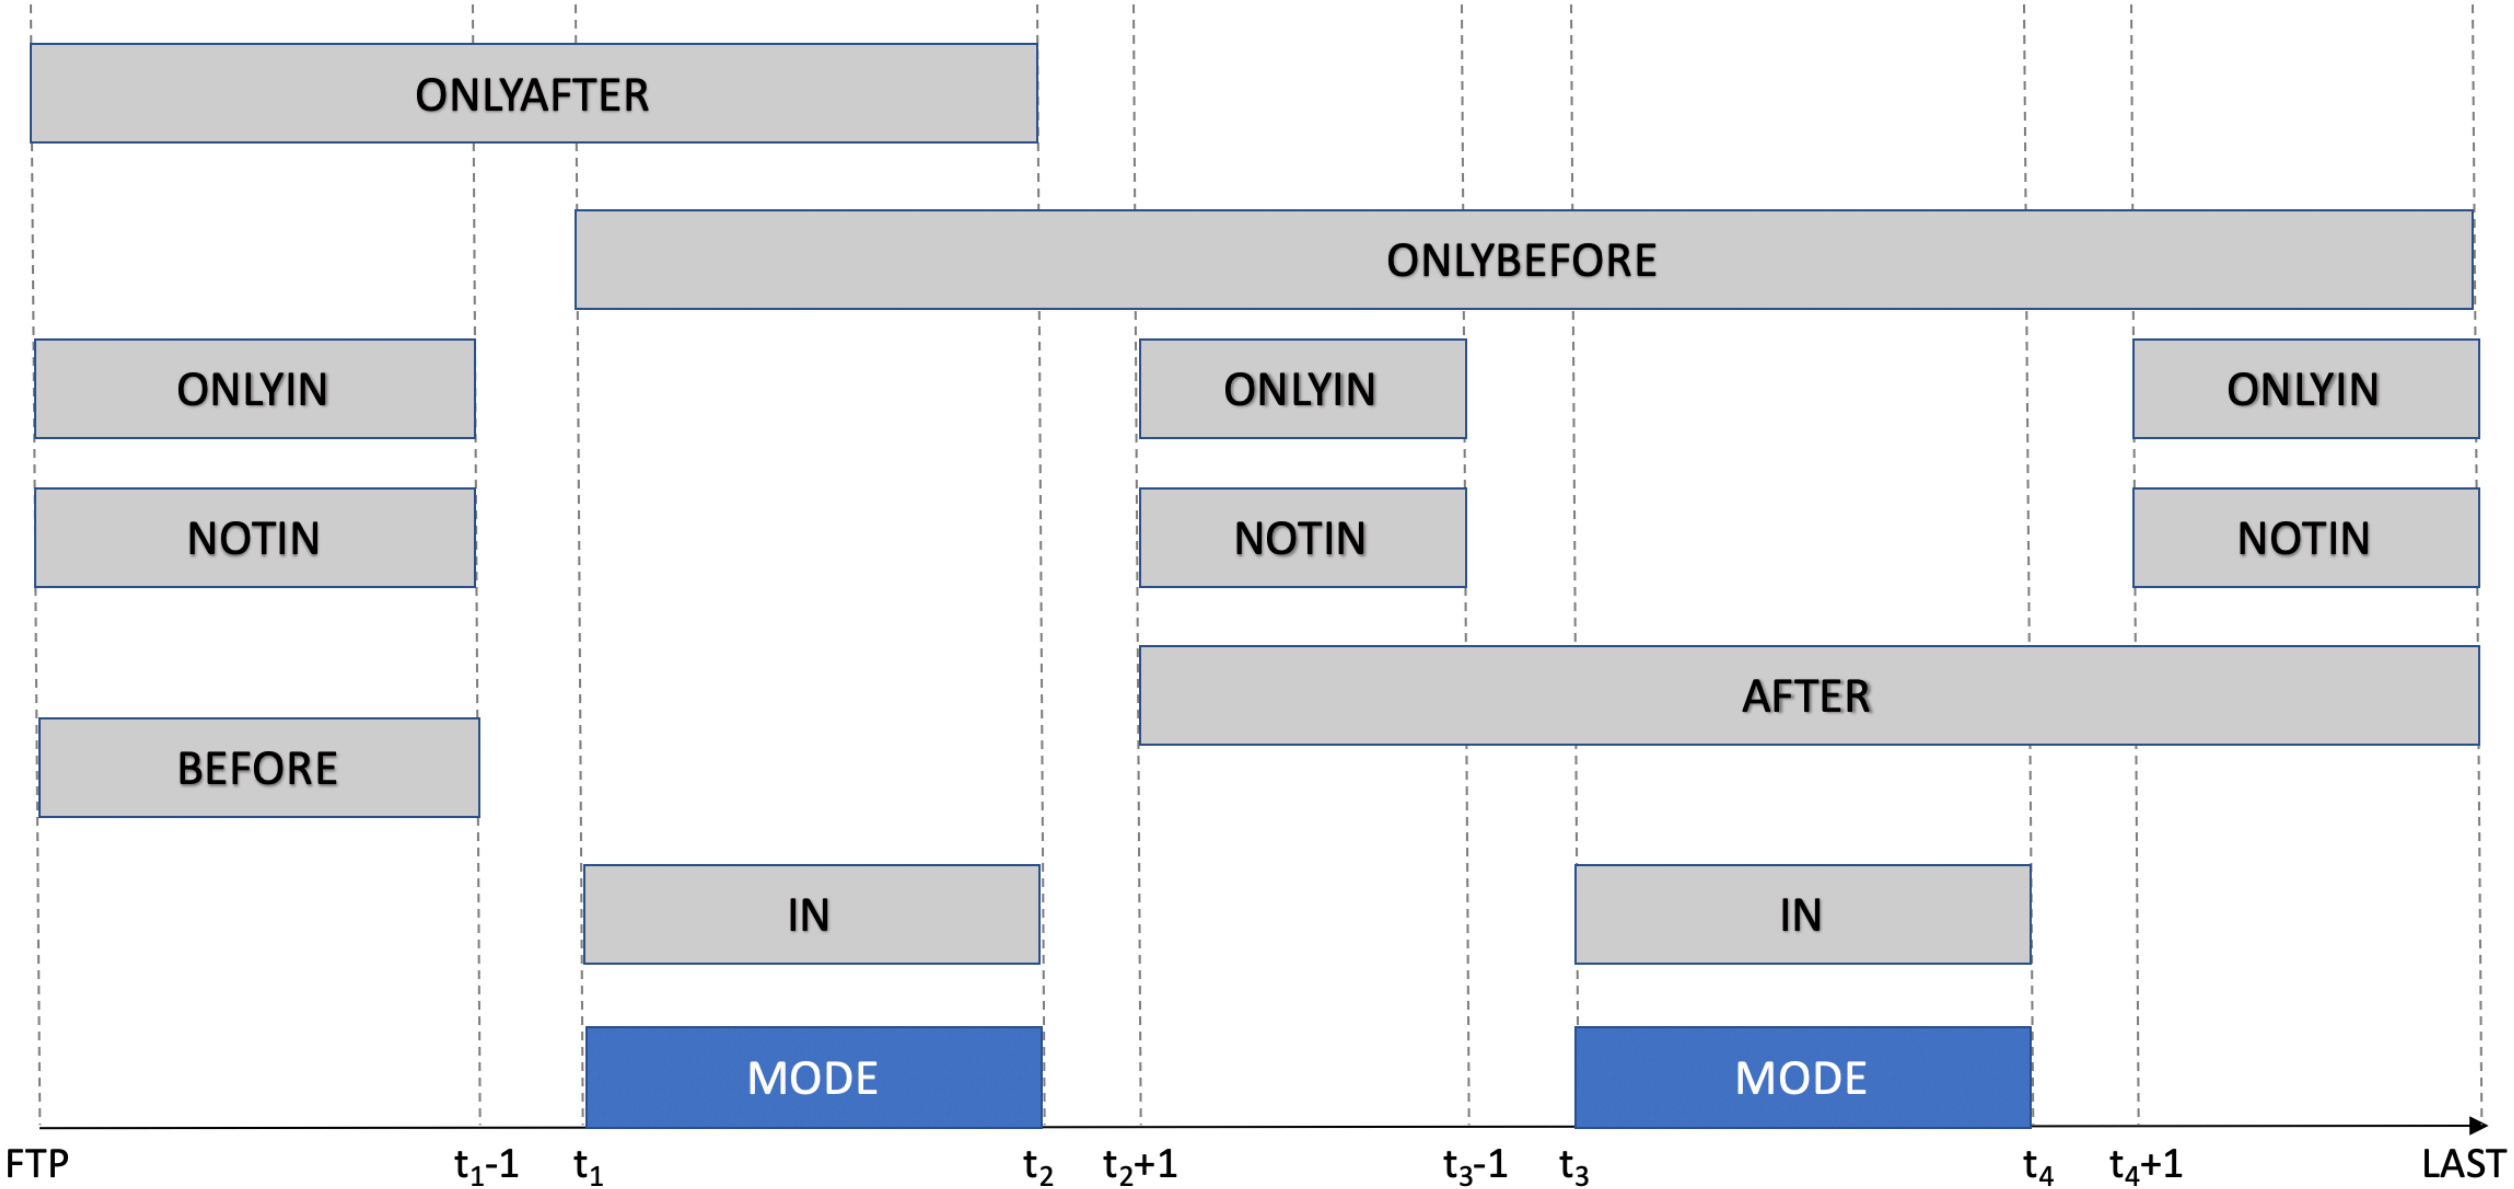 ONLYAFTER
ONLYBEFORE
ONLYIN ONLYIN ONLYIN
NOTIN NOTIN NOTIN
AFTER
BEFORE
IN IN
MODE MODE
FTP t₁-1 t₁ t₂ t₂+1 t₃-1 t₃ t₄ t₄+1 LAST